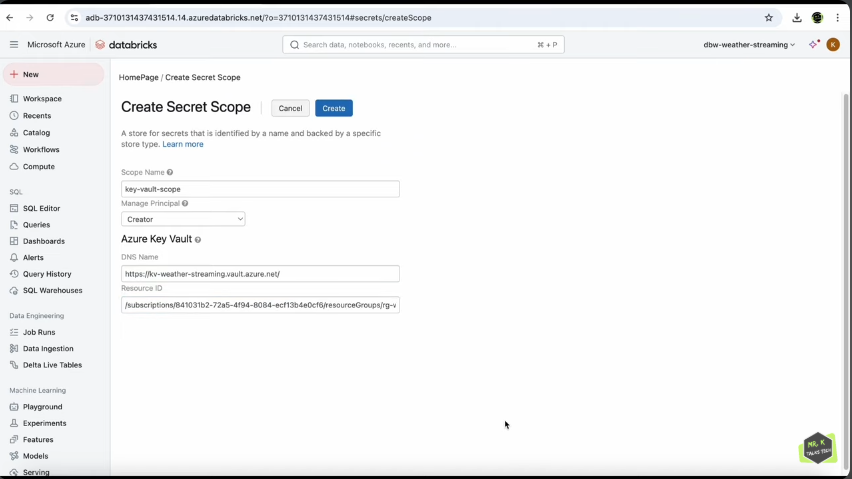 adb-3710131437431514.14.azuredatabricks.net/?o=3710131437431514#secrets/createScope
Microsoft Azure databricks Search data, notebooks, recents, and more... ⌘ + P dbw-weather-streaming K
New
Workspace
Recents
Catalog
Workflows
Compute
SQL
SQL Editor
Queries
Dashboards
Alerts
Query History
SQL Warehouses
Data Engineering
Job Runs
Data Ingestion
Delta Live Tables
Machine Learning
Playground
Experiments
Features
Models
Serving
HomePage / Create Secret Scope
Create Secret Scope Cancel Create
A store for secrets that is identified by a name and backed by a specific
store type. Learn more
Scope Name
key-vault-scope
Manage Principal
Creator
Azure Key Vault
DNS Name
https://kv-weather-streaming.vault.azure.net/
Resource ID
/subscriptions/841031b2-72a5-4f94-8084-ecf13b4e0cf6/resourceGroups/rg-v
MR. K
TALKS TECH